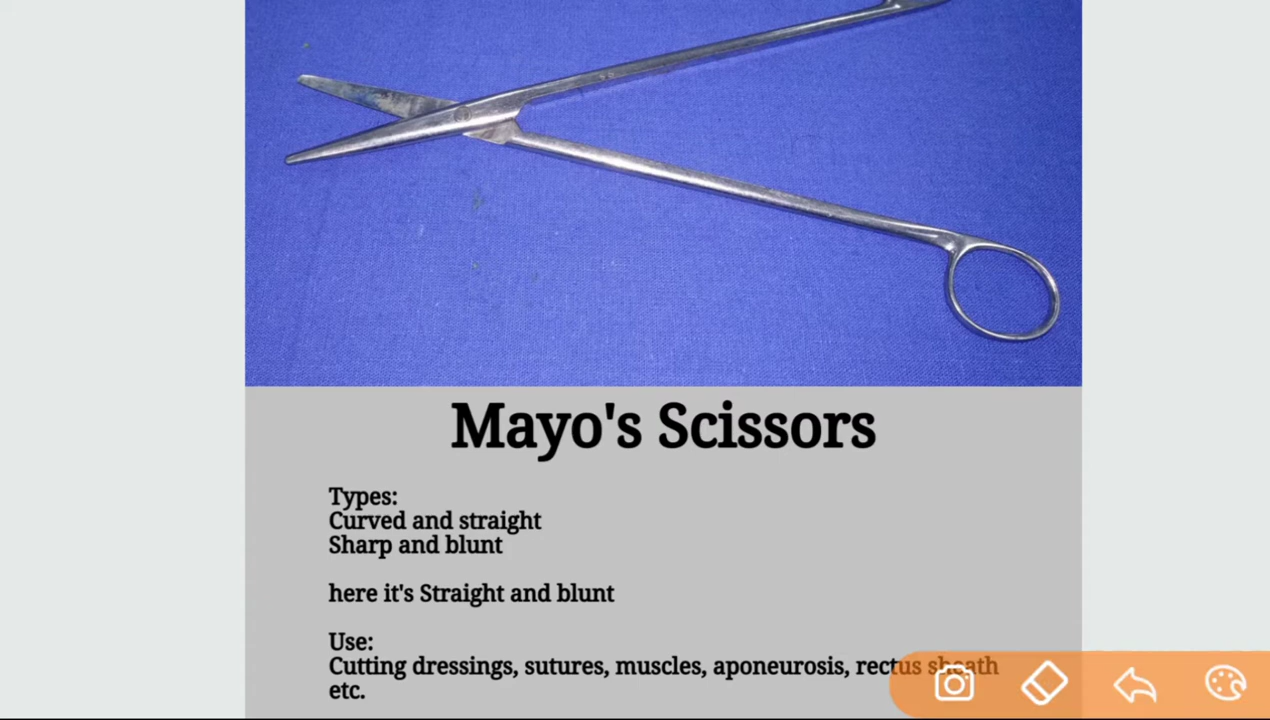 Mayo's Scissors
Types:
Curved and straight
Sharp and blunt
here it's Straight and blunt
Use:
Cutting dressings, sutures, muscles, aponeurosis, rectus sheath
etc.